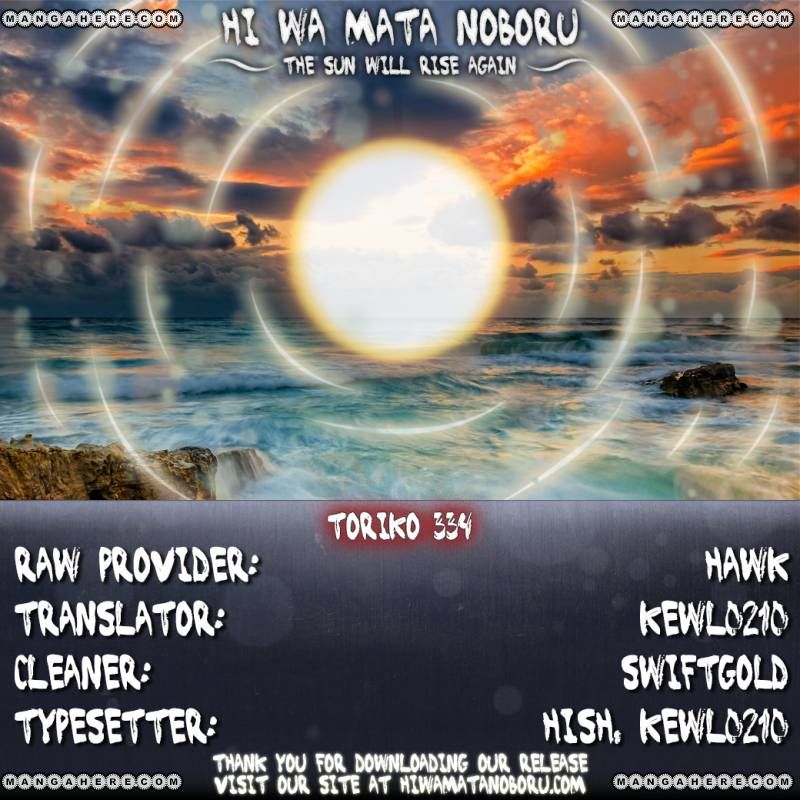 MANGAHERE.COM
MANGAHERE.COM
HI WA MATA NOBORU
THE SUN WILL RISE AGAIN
TORIKO 334
RAW PROVIDER: HAWK
TRANSLATOR: KEWL0210
CLEANER: SWIFTGOLD
TYPESETTER: HISH, KEWL0210
THANK YOU FOR DOWNLOADING OUR RELEASE
VISIT OUR SITE AT HIWAMATANOBORU.COM
MANGAHERE.COM
MANGAHERE.COM